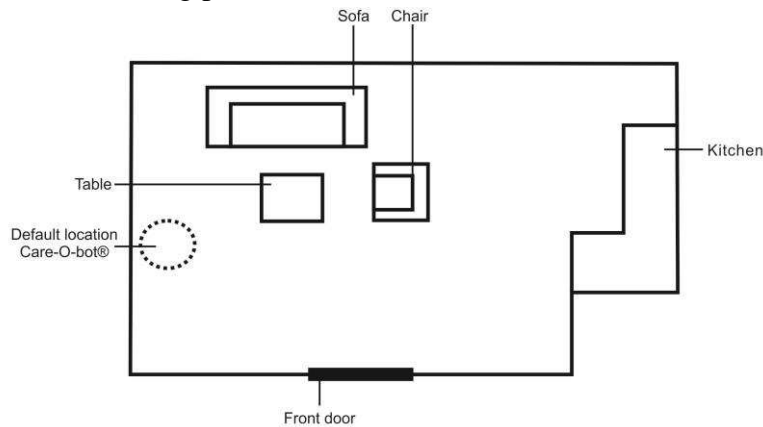 Sofa
Chair
Kitchen
Table
Default location
Care-O-bot®
Front door